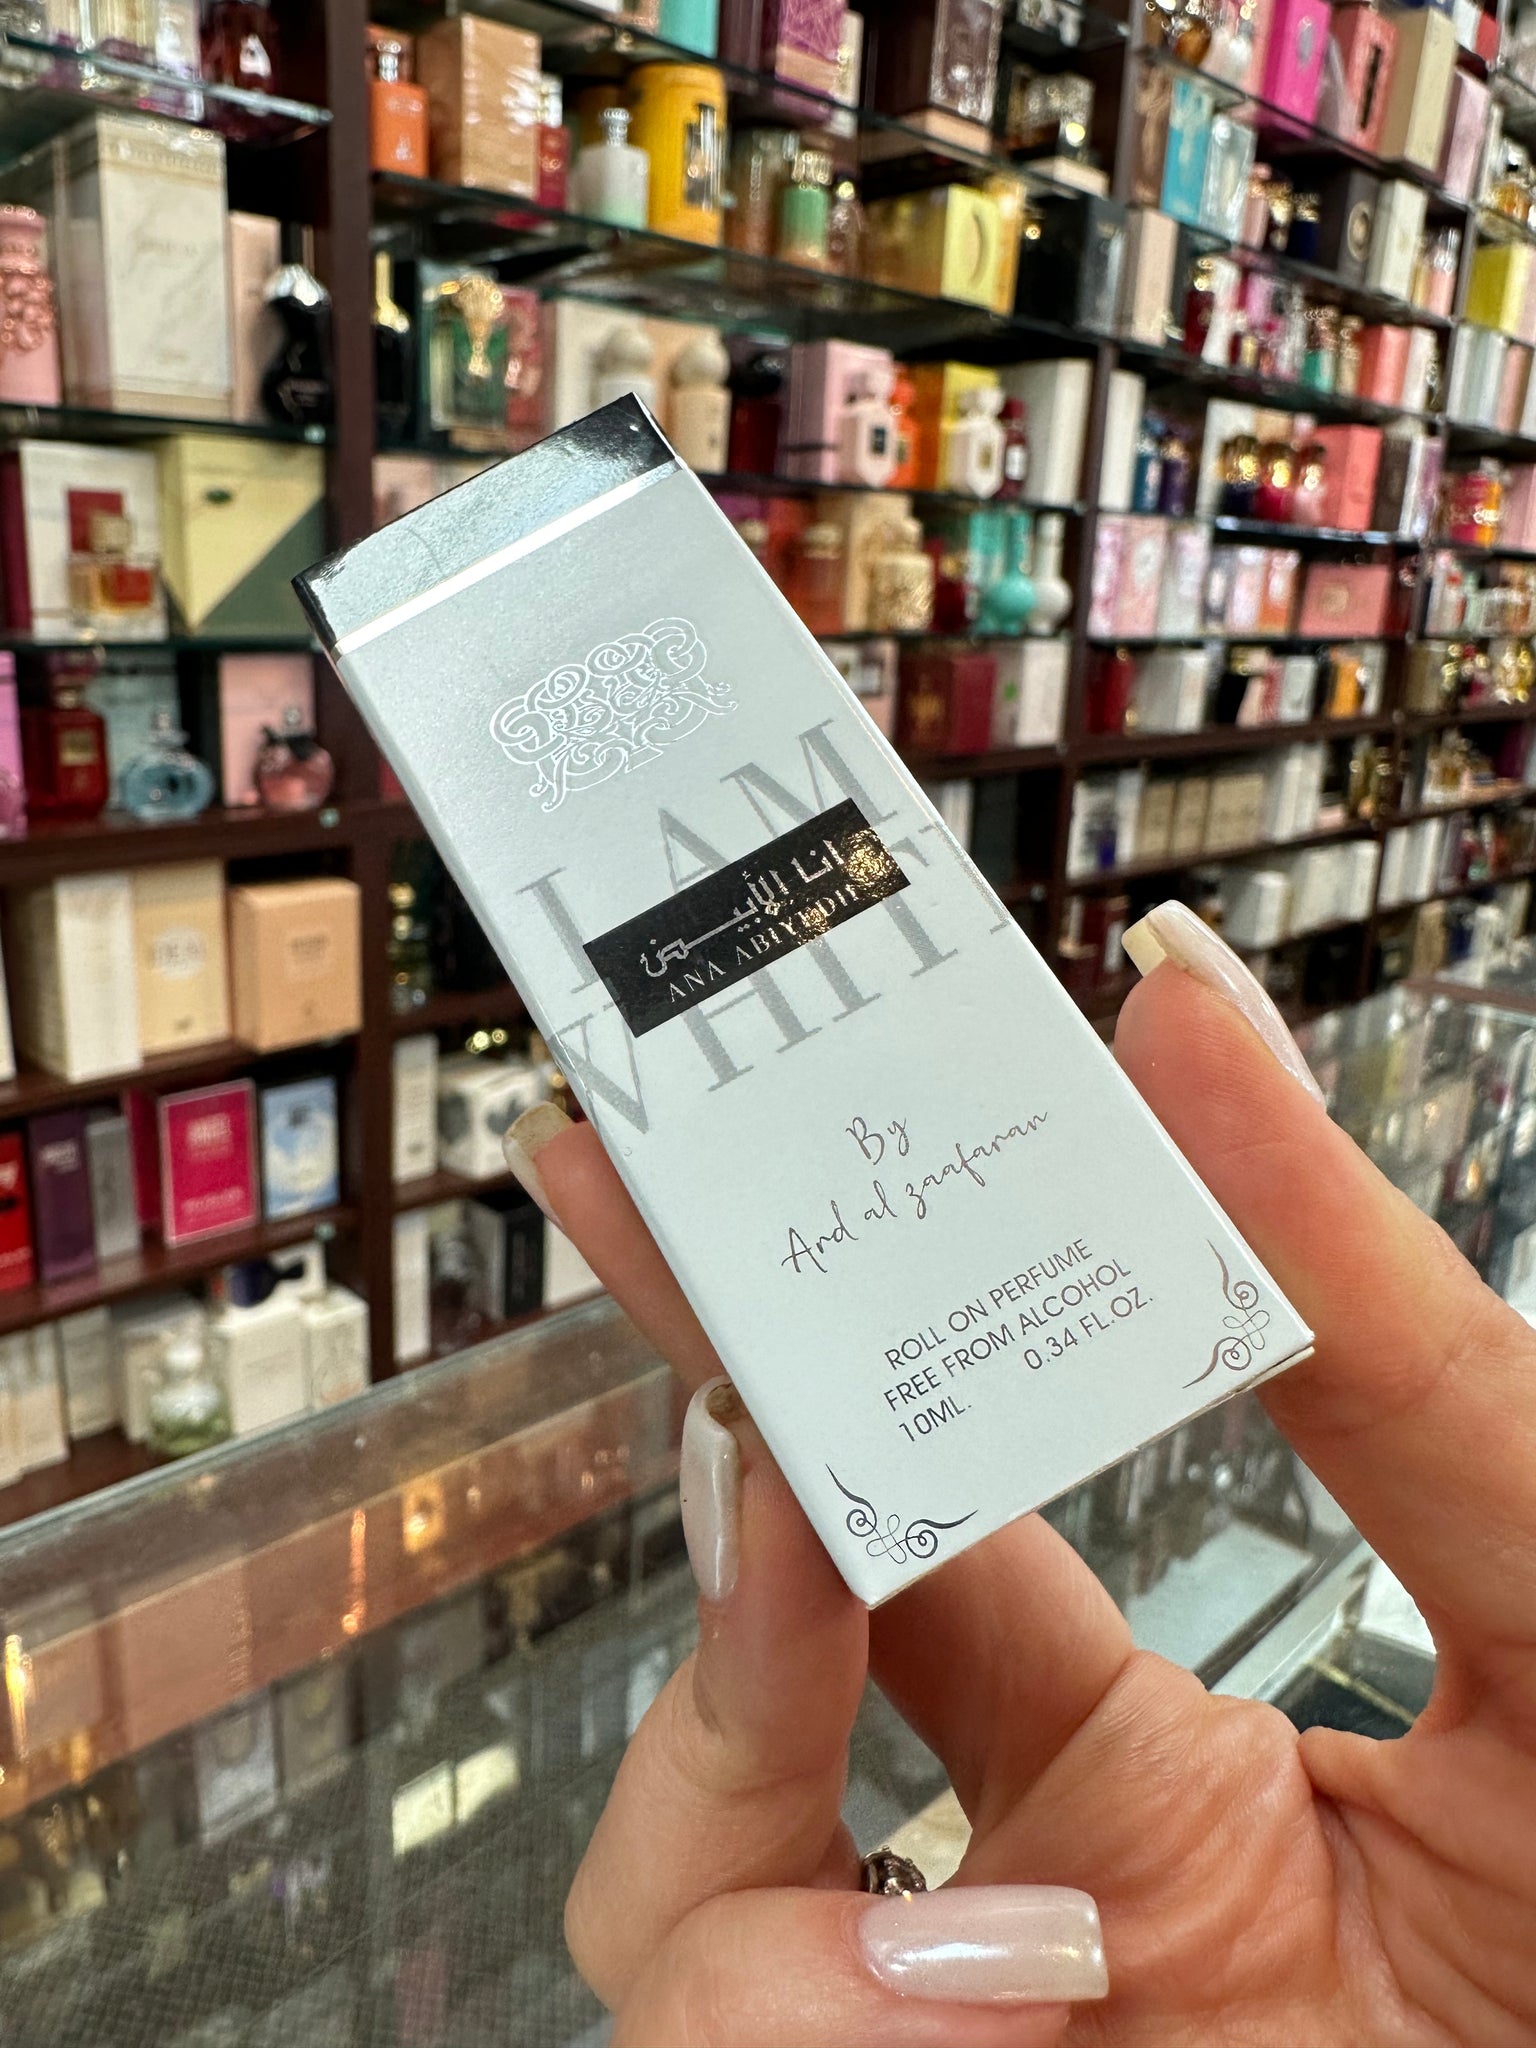 I AM
انا الأبيض
ANA ABIYEDH
WHITE
By
Ard al zaafaran
ROLL ON PERFUME
FREE FROM ALCOHOL
10ML. 0.34 FL.OZ.